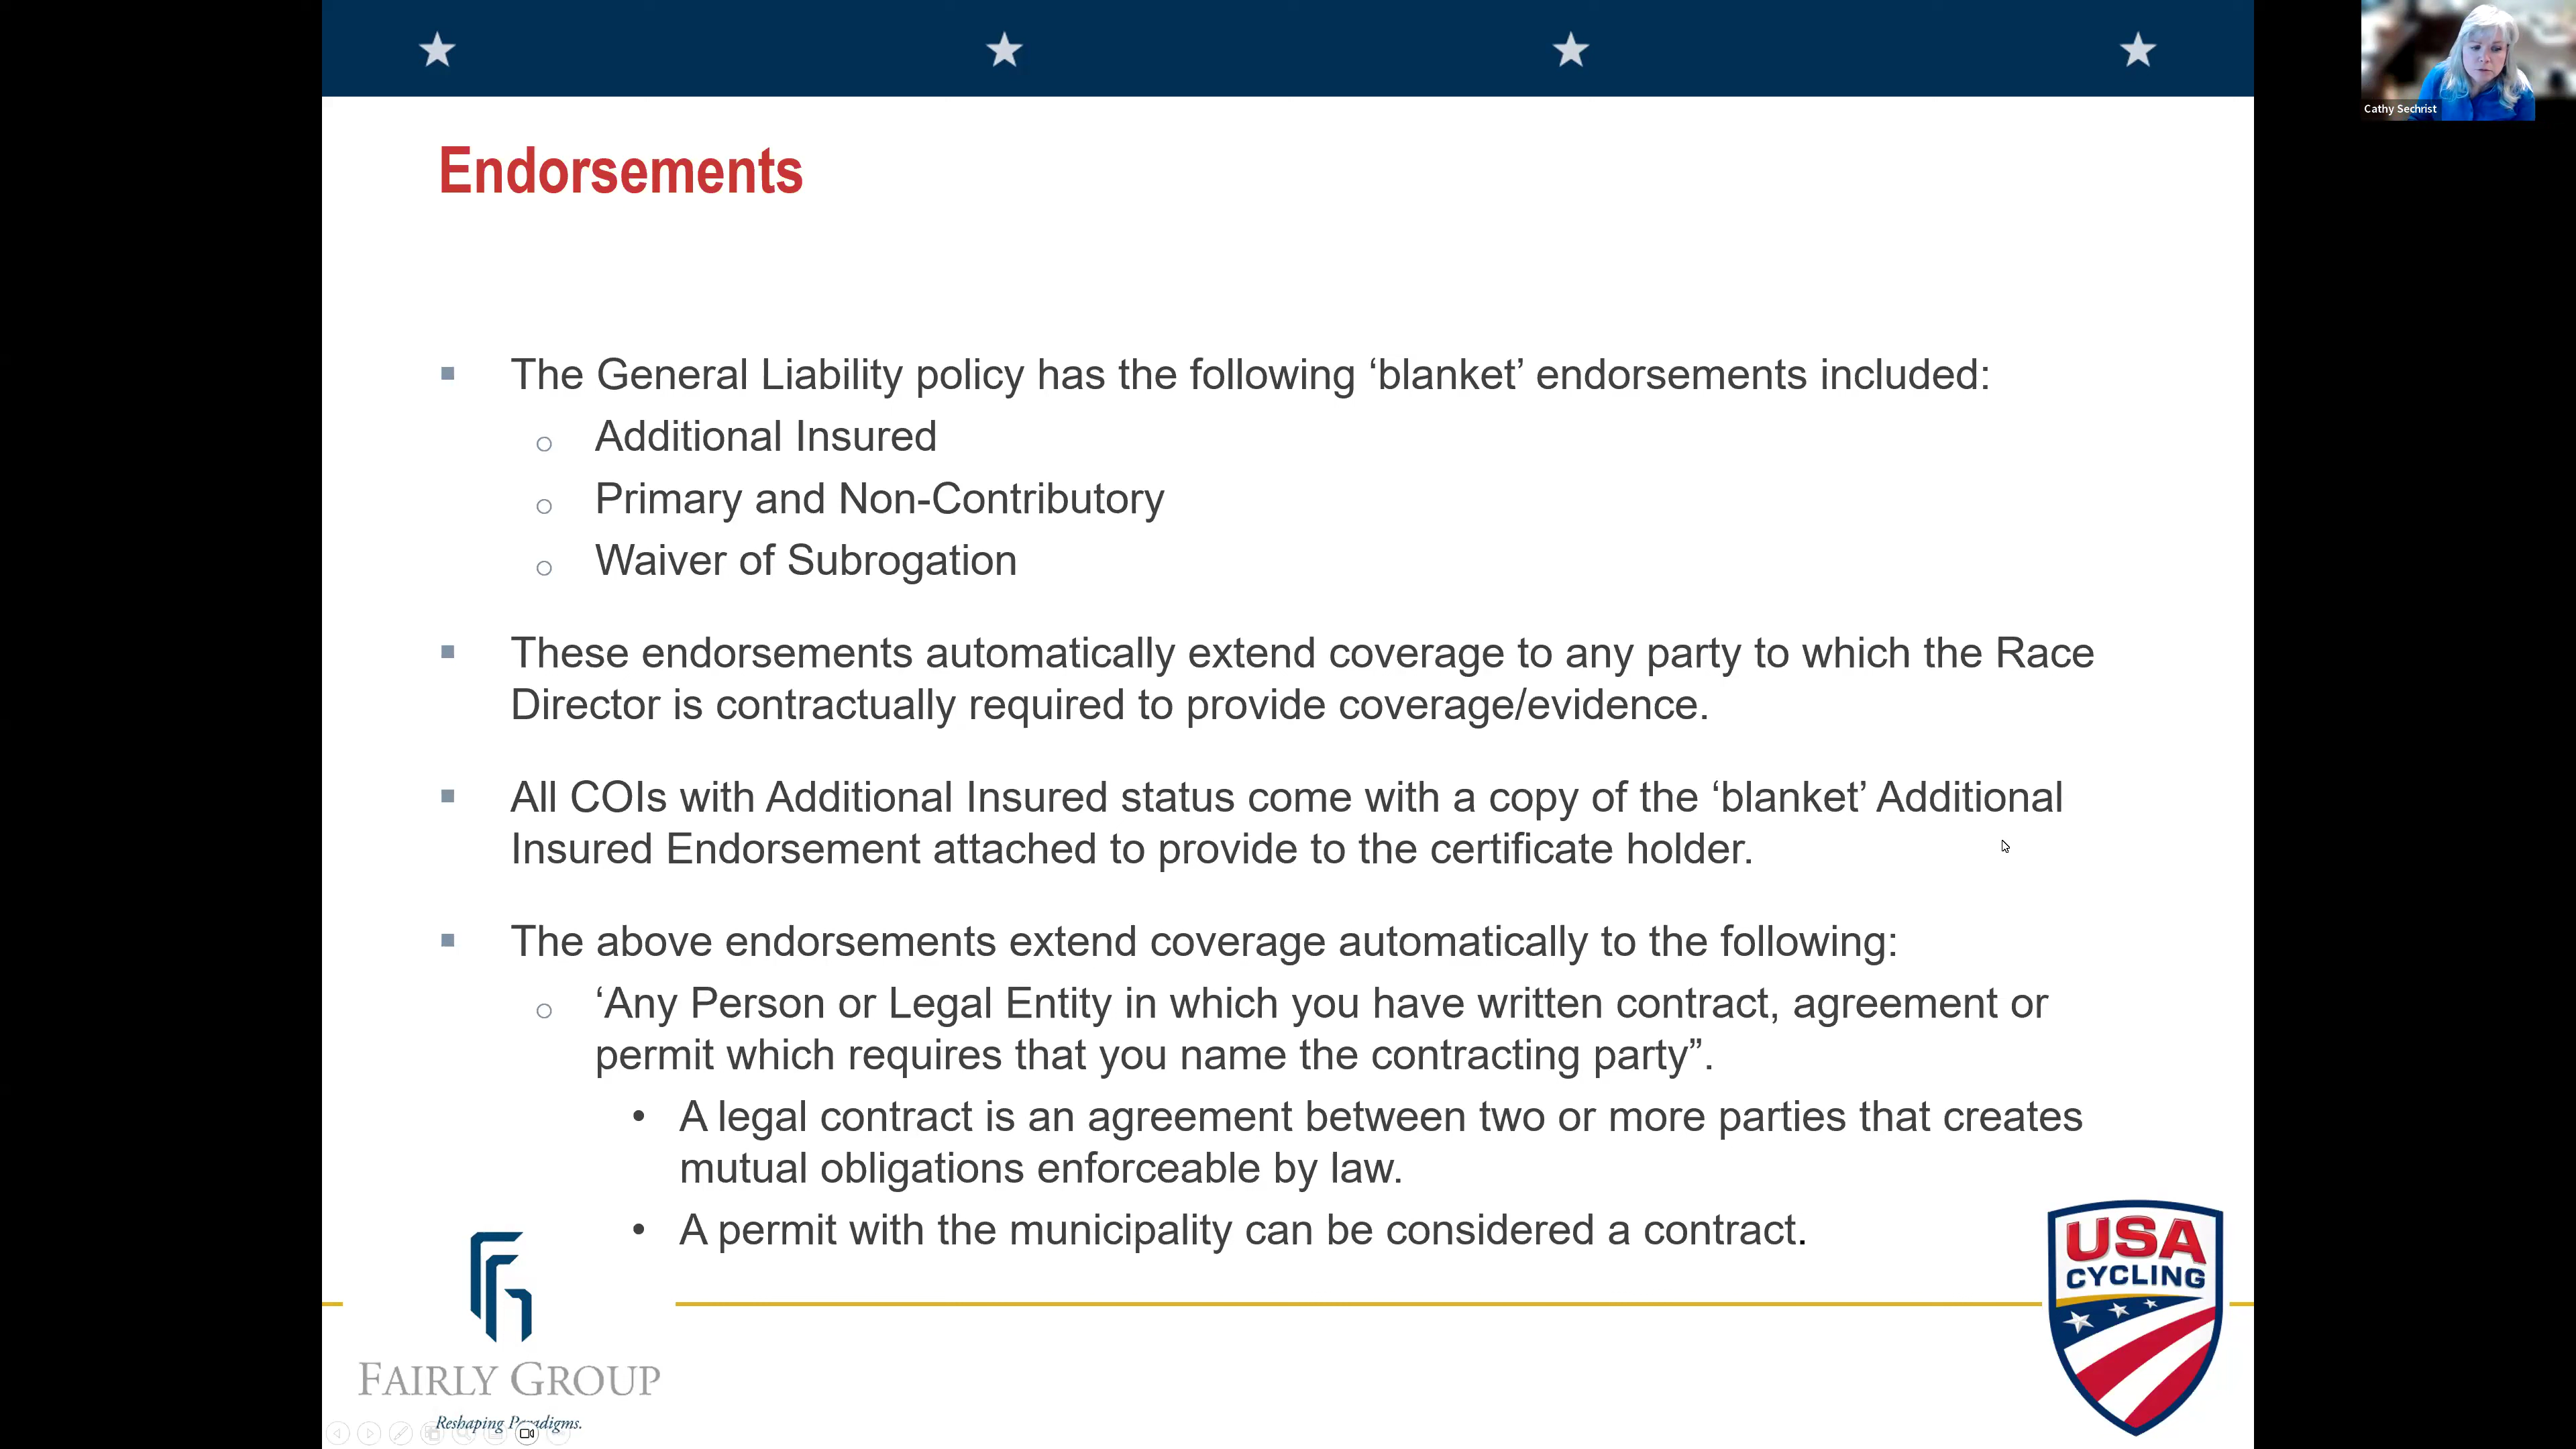 Cathy Sechrist
Endorsements
The General Liability policy has the following ‘blanket’ endorsements included:
Additional Insured
Primary and Non-Contributory
Waiver of Subrogation
These endorsements automatically extend coverage to any party to which the Race
Director is contractually required to provide coverage/evidence.
All COIs with Additional Insured status come with a copy of the ‘blanket’ Additional
Insured Endorsement attached to provide to the certificate holder.
The above endorsements extend coverage automatically to the following:
‘Any Person or Legal Entity in which you have written contract, agreement or
permit which requires that you name the contracting party”.
A legal contract is an agreement between two or more parties that creates
mutual obligations enforceable by law.
A permit with the municipality can be considered a contract.
USA
CYCLING
FAIRLY GROUP
Reshaping Paradigms.